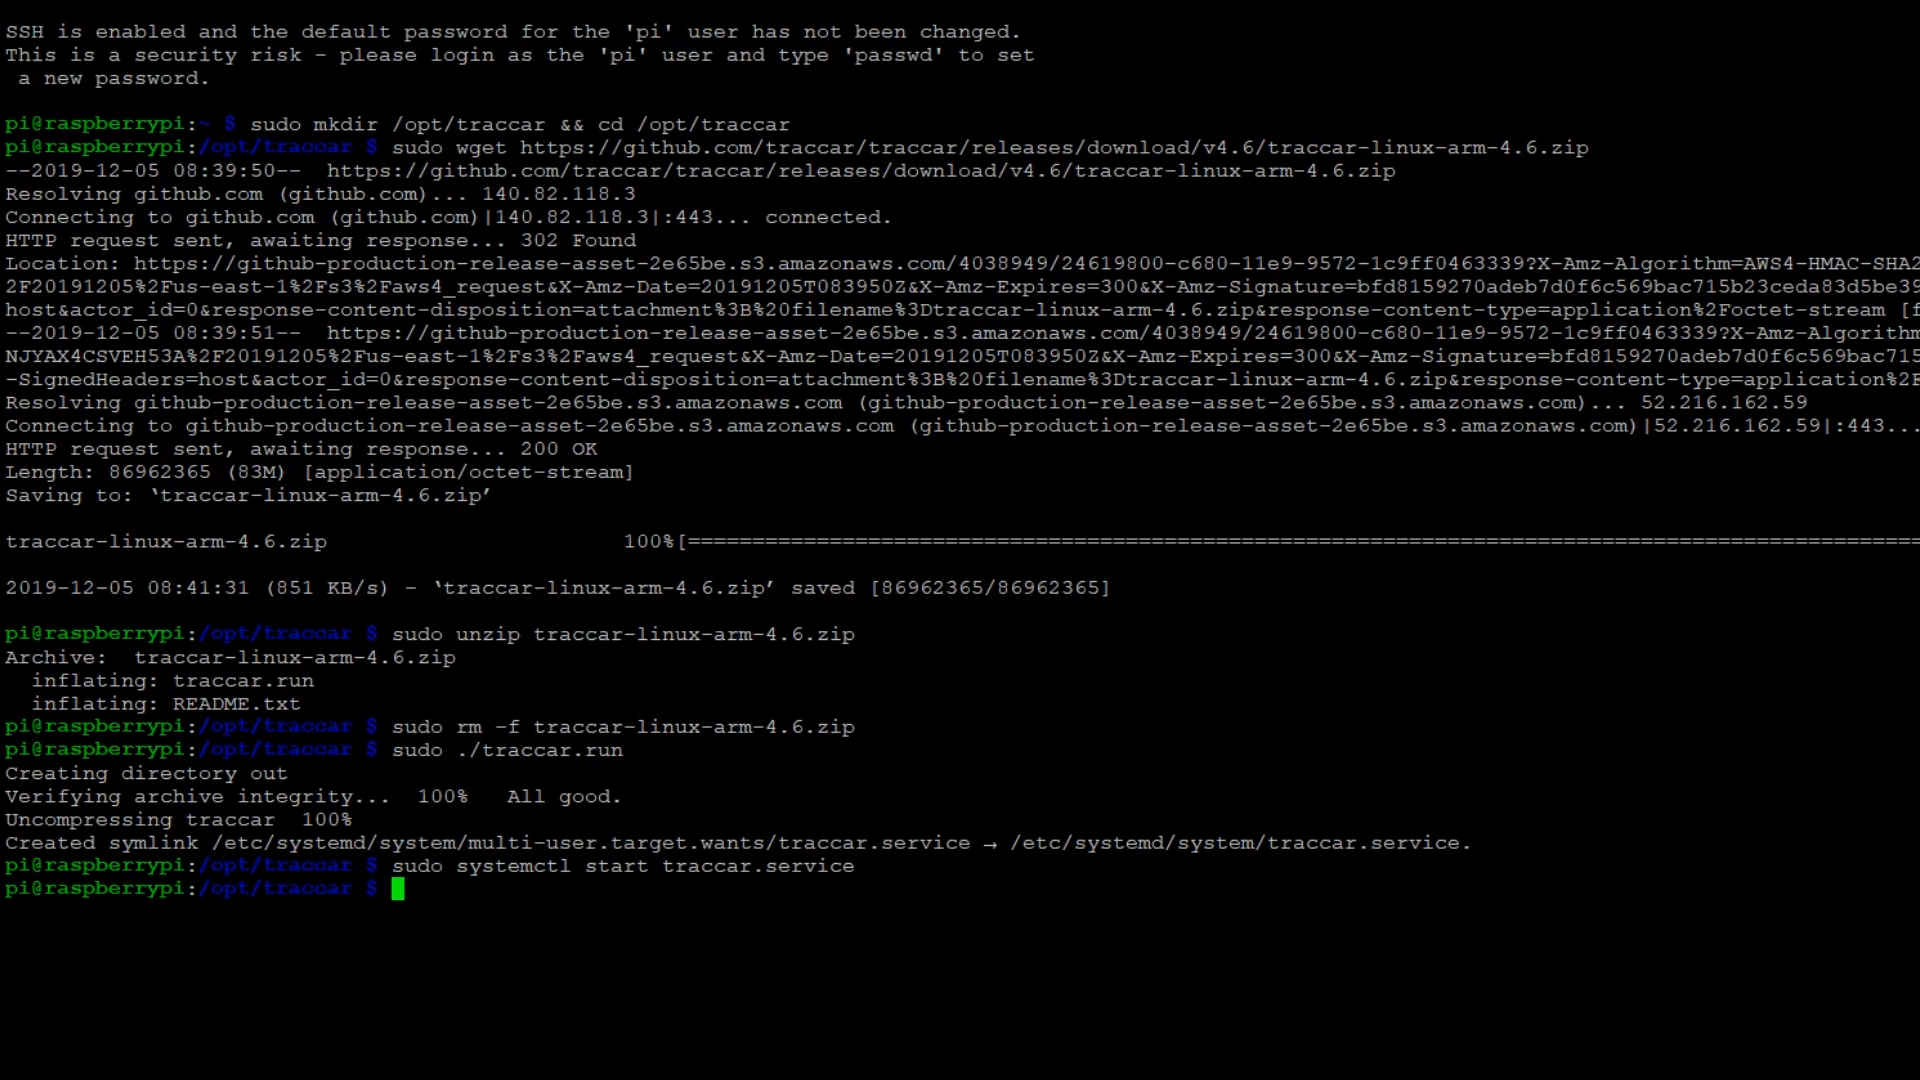 SSH is enabled and the default password for the 'pi' user has not been changed.
This is a security risk - please login as the 'pi' user and type 'passwd' to set
 a new password.
pi@raspberrypi:~ $ sudo mkdir /opt/traccar && cd /opt/traccar
pi@raspberrypi:/opt/traccar $ sudo wget https://github.com/traccar/traccar/releases/download/v4.6/traccar-linux-arm-4.6.zip
--2019-12-05 08:39:50--  https://github.com/traccar/traccar/releases/download/v4.6/traccar-linux-arm-4.6.zip
Resolving github.com (github.com)... 140.82.118.3
Connecting to github.com (github.com)|140.82.118.3|:443... connected.
HTTP request sent, awaiting response... 302 Found
Location: https://github-production-release-asset-2e65be.s3.amazonaws.com/4038949/24619800-c680-11e9-9572-1c9ff0463339?X-Amz-Algorithm=AWS4-HMAC-SHA2
2F20191205%2Fus-east-1%2Fs3%2Faws4_request&X-Amz-Date=20191205T083950Z&X-Amz-Expires=300&X-Amz-Signature=bfd8159270adeb7d0f6c569bac715b23ceda83d5be39
host&actor_id=0&response-content-disposition=attachment%3B%20filename%3Dtraccar-linux-arm-4.6.zip&response-content-type=application%2Foctet-stream [f
--2019-12-05 08:39:51--  https://github-production-release-asset-2e65be.s3.amazonaws.com/4038949/24619800-c680-11e9-9572-1c9ff0463339?X-Amz-Algorithm
NJYAX4CSVEH53A%2F20191205%2Fus-east-1%2Fs3%2Faws4_request&X-Amz-Date=20191205T083950Z&X-Amz-Expires=300&X-Amz-Signature=bfd8159270adeb7d0f6c569bac715
-SignedHeaders=host&actor_id=0&response-content-disposition=attachment%3B%20filename%3Dtraccar-linux-arm-4.6.zip&response-content-type=application%2F
Resolving github-production-release-asset-2e65be.s3.amazonaws.com (github-production-release-asset-2e65be.s3.amazonaws.com)... 52.216.162.59
Connecting to github-production-release-asset-2e65be.s3.amazonaws.com (github-production-release-asset-2e65be.s3.amazonaws.com)|52.216.162.59|:443...
HTTP request sent, awaiting response... 200 OK
Length: 86962365 (83M) [application/octet-stream]
Saving to: ‘traccar-linux-arm-4.6.zip’
traccar-linux-arm-4.6.zip                       100%[================================================================================================
2019-12-05 08:41:31 (851 KB/s) - ‘traccar-linux-arm-4.6.zip’ saved [86962365/86962365]
pi@raspberrypi:/opt/traccar $ sudo unzip traccar-linux-arm-4.6.zip
Archive:  traccar-linux-arm-4.6.zip
  inflating: traccar.run
  inflating: README.txt
pi@raspberrypi:/opt/traccar $ sudo rm -f traccar-linux-arm-4.6.zip
pi@raspberrypi:/opt/traccar $ sudo ./traccar.run
Creating directory out
Verifying archive integrity...  100%   All good.
Uncompressing traccar  100%
Created symlink /etc/systemd/system/multi-user.target.wants/traccar.service → /etc/systemd/system/traccar.service.
pi@raspberrypi:/opt/traccar $ sudo systemctl start traccar.service
pi@raspberrypi:/opt/traccar $